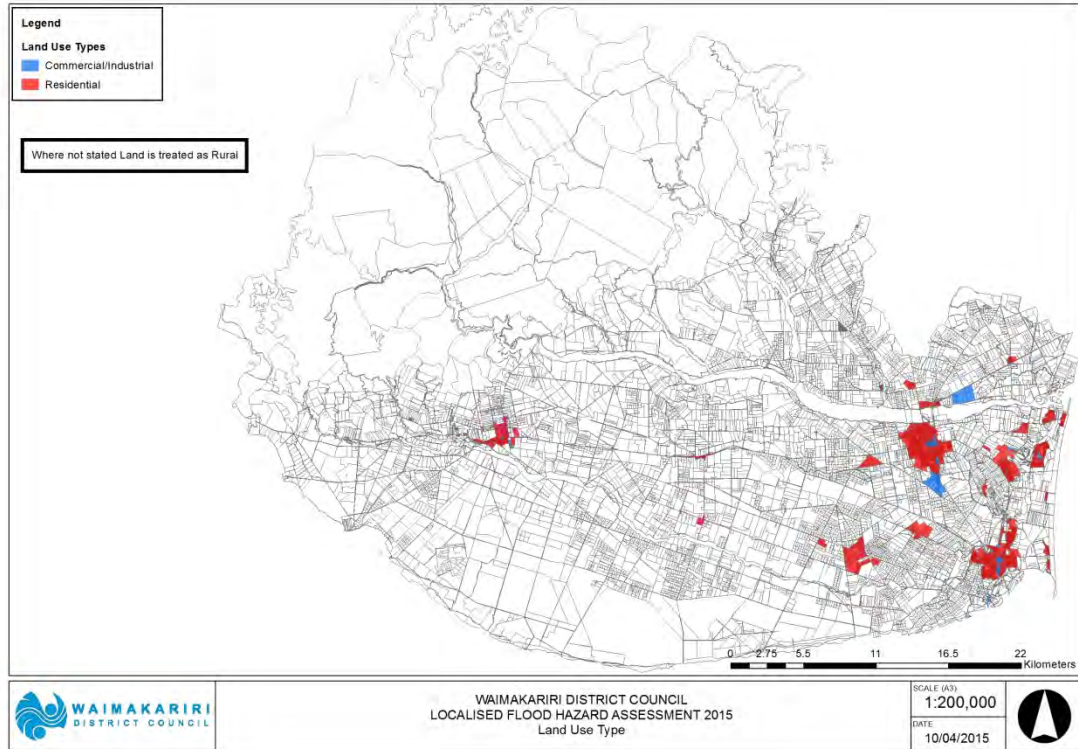 Legend
Land Use Types
Commercial/Industrial
Residential
Where not stated Land is treated as Rural
0 2.75 5.5 11 16.5 22
Kilometers
WAIMAKARIRI
DISTRICT COUNCIL
WAIMAKARIRI DISTRICT COUNCIL
LOCALISED FLOOD HAZARD ASSESSMENT 2015
Land Use Type
SCALE (A3)
1:200,000
DATE
10/04/2015